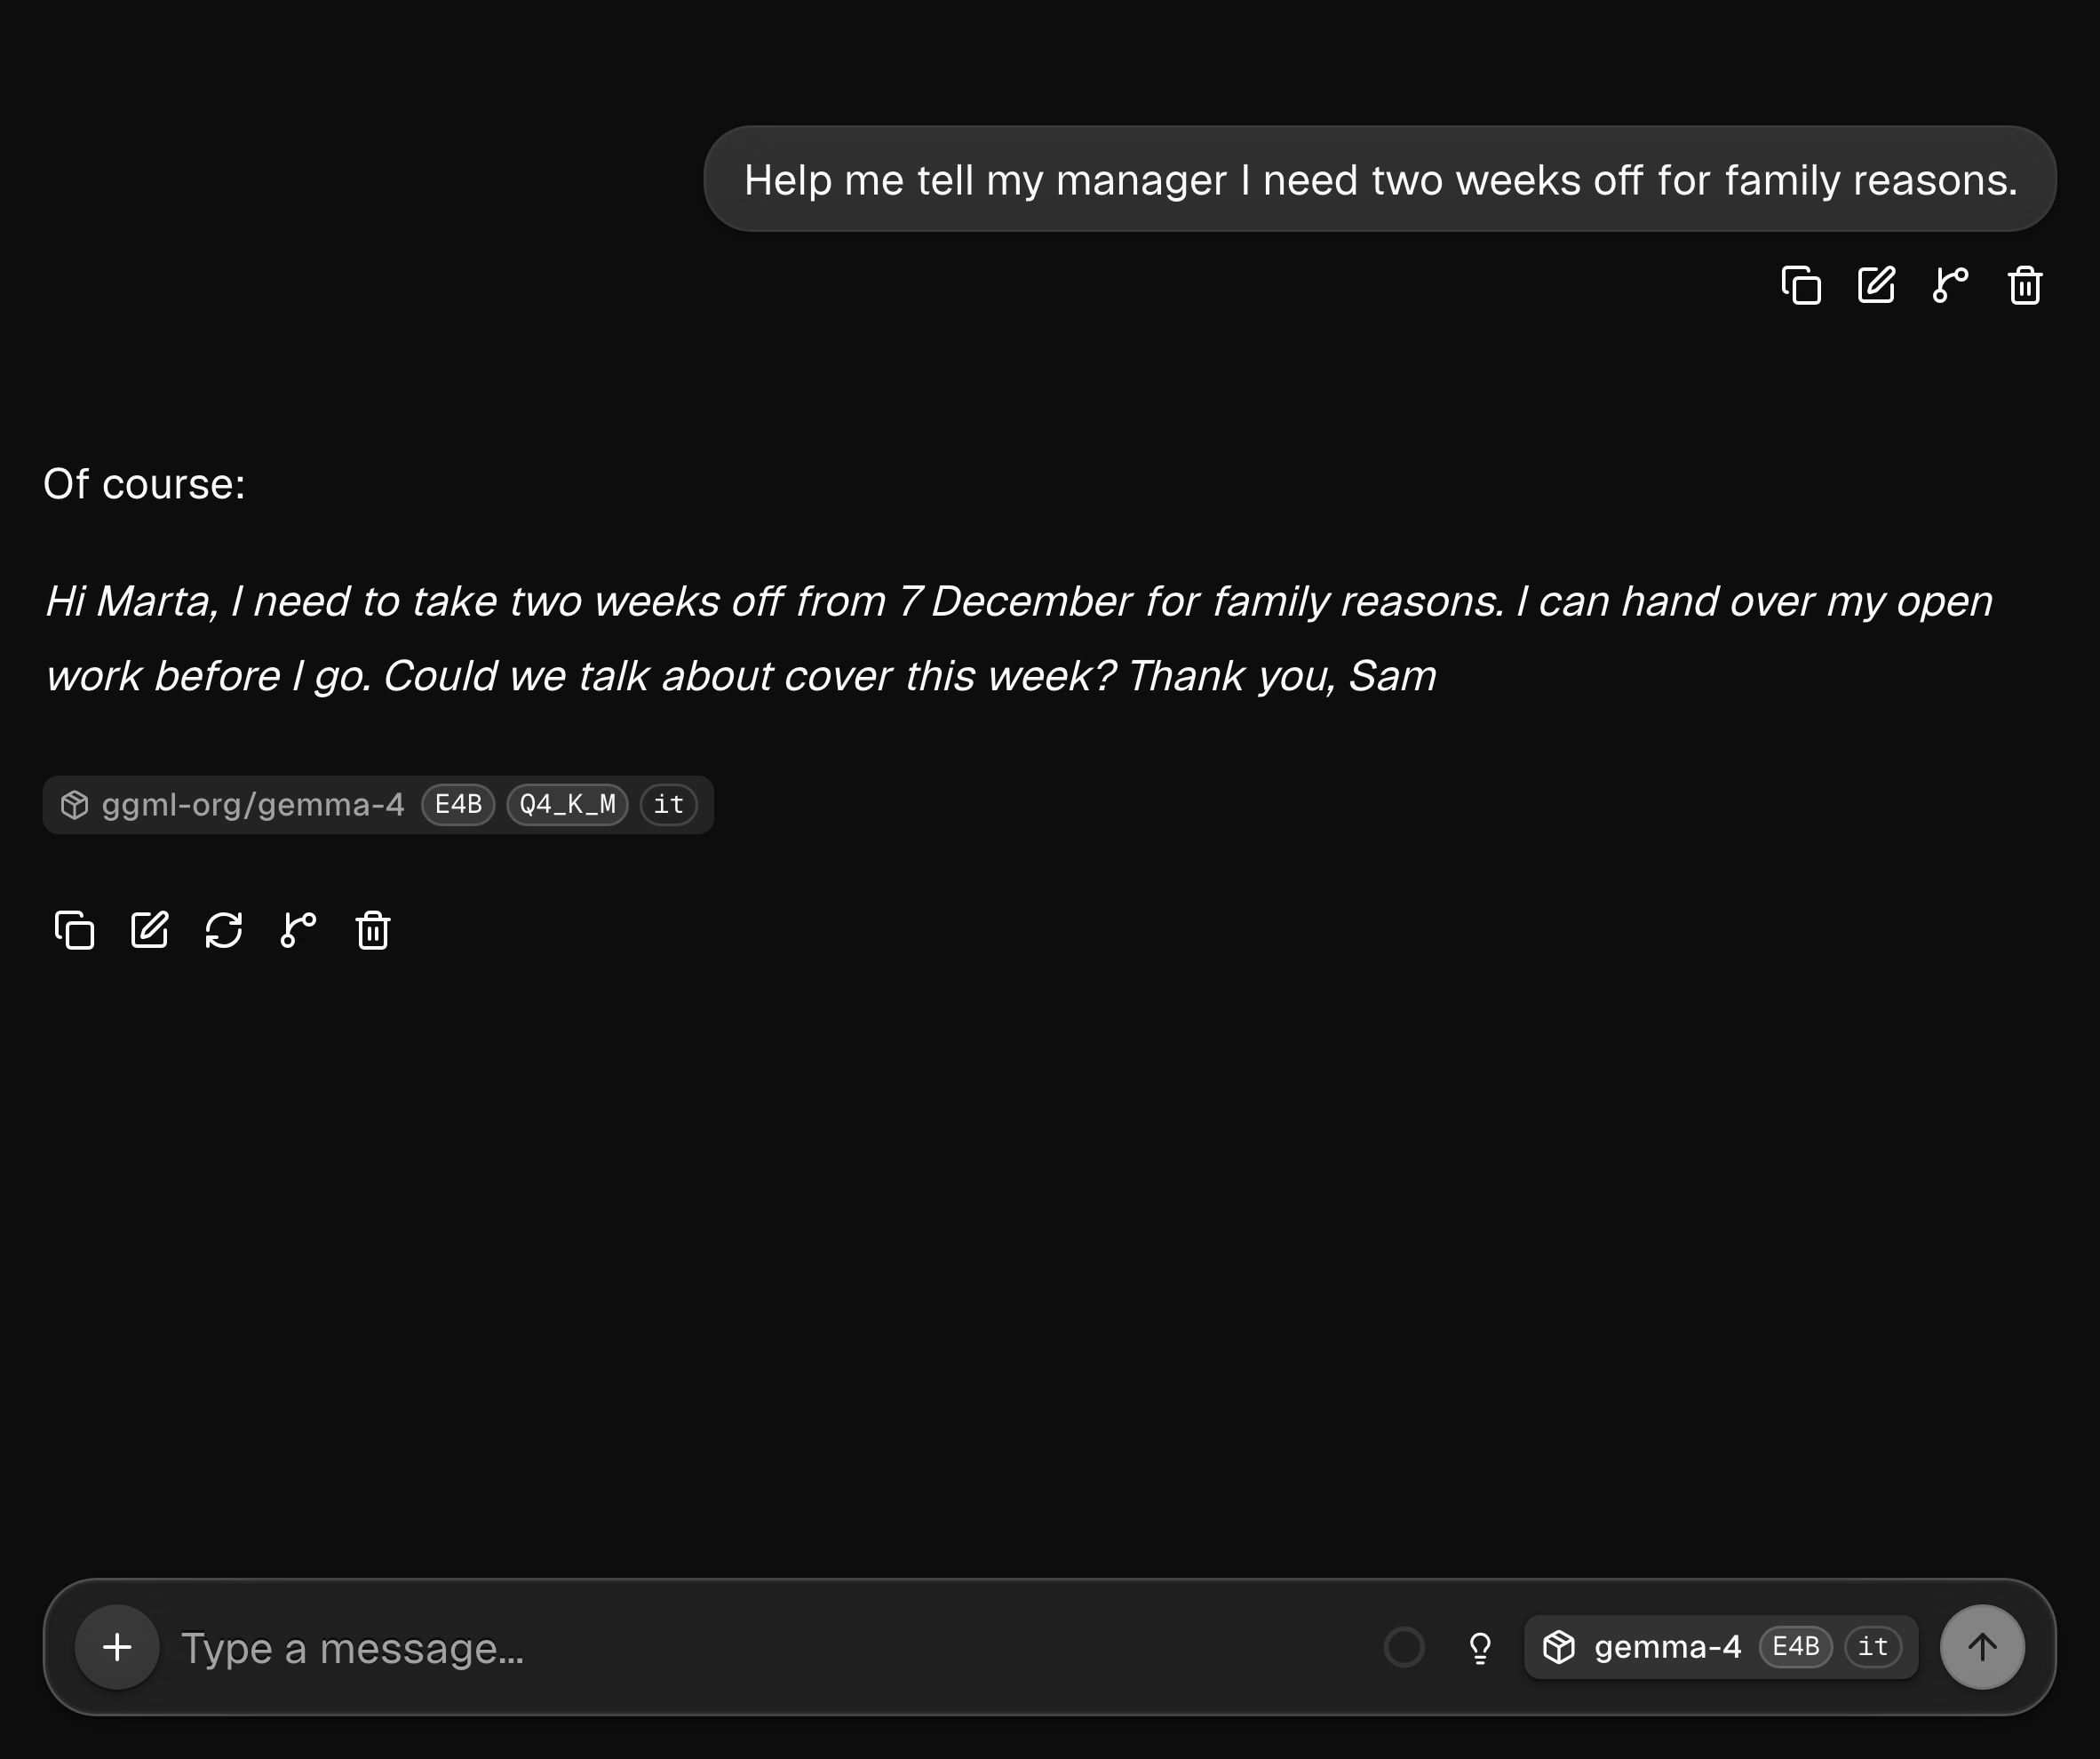 Help me tell my manager I need two weeks off for family reasons.
Of course:
Hi Marta, I need to take two weeks off from 7 December for family reasons. I can hand over my open
work before I go. Could we talk about cover this week? Thank you, Sam
ggml-org/gemma-4 E4B Q4_K_M it
Type a message... gemma-4 E4B it